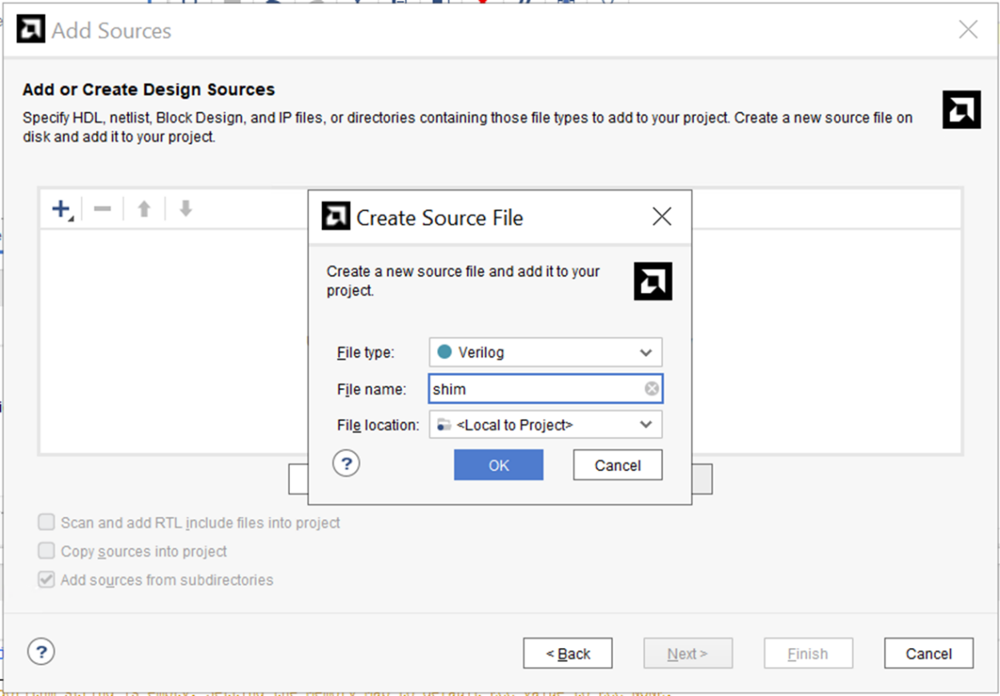 Add Sources
Add or Create Design Sources
Specify HDL, netlist, Block Design, and IP files, or directories containing those file types to add to your project. Create a new source file on
disk and add it to your project.
Create Source File
Create a new source file and add it to your
project.
File type:
Verilog
File name:
shim
File location:
<Local to Project>
?
OK
Cancel
Scan and add RTL include files into project
Copy sources into project
Add sources from subdirectories
?
< Back
Next >
Finish
Cancel